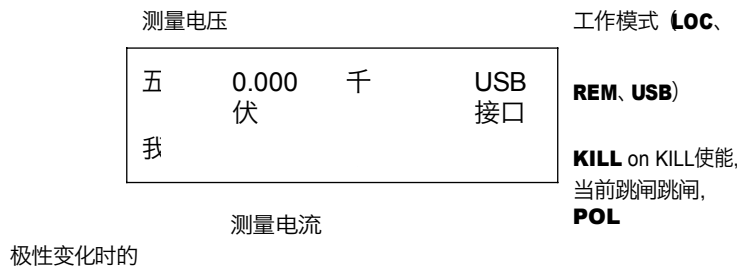 测量电压
工作模式（LOC、
五 0.000 千 USB
伏 接口
REM、USB）
我
KILL on KILL使能,
当前跳闸跳闸,
POL
测量电流
极性变化时的